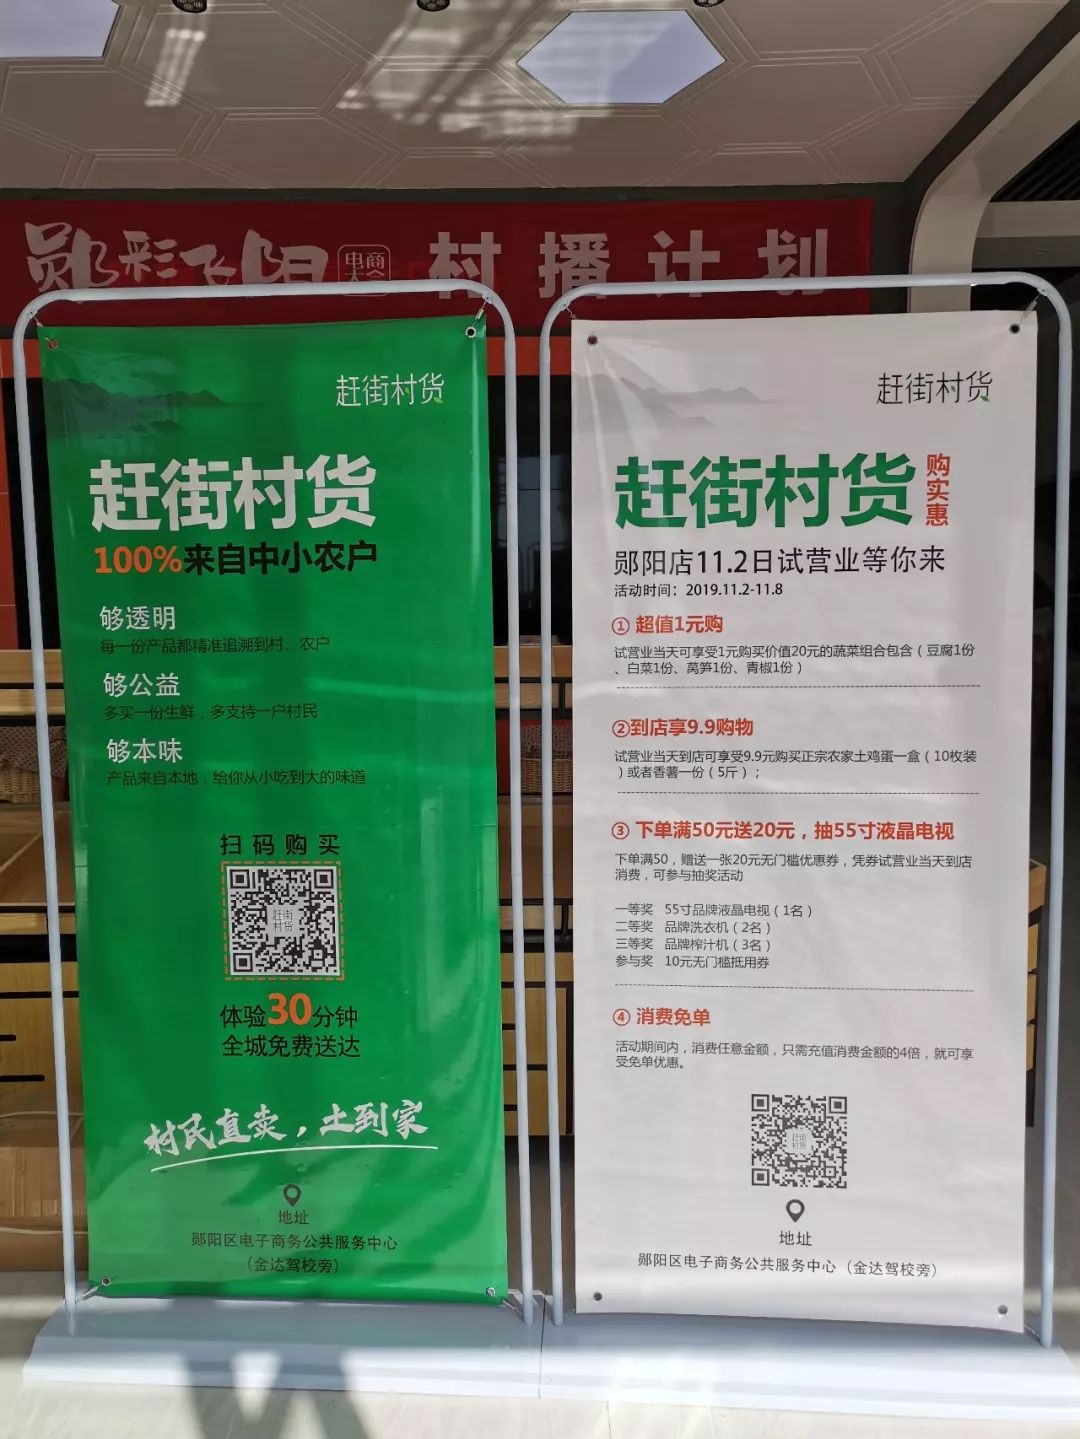 郧彩飞阳 电商大会 村播计划
赶街村货
赶街村货
100%来自中小农户
够透明
每一份产品都精准追溯到村、农户
够公益
多买一份生鲜，多支持一户村民
够本味
产品来自本地，给你从小吃到大的味道
扫码购买
赶街
村货
体验30分钟
全城免费送达
村民直卖，土到家
地址
郧阳区电子商务公共服务中心
（金达驾校旁）
赶街村货
赶街村货 购实惠
郧阳店11.2日试营业等你来
活动时间：2019.11.2-11.8
① 超值1元购
试营业当天可享受1元购买价值20元的蔬菜组合包含（豆腐1份
、白菜1份、莴笋1份、青椒1份）
②到店享9.9购物
试营业当天到店可享受9.9元购买正宗农家土鸡蛋一盒（10枚装
）或者香薯一份（5斤）；
③ 下单满50元送20元，抽55寸液晶电视
下单满50，赠送一张20元无门槛优惠券，凭券试营业当天到店
消费，可参与抽奖活动
一等奖 55寸品牌液晶电视（1名）
二等奖 品牌洗衣机（2名）
三等奖 品牌榨汁机（3名）
参与奖 10元无门槛抵用券
④ 消费免单
活动期间内，消费任意金额，只需充值消费金额的4倍，就可享
受免单优惠。
赶街
村货
地址
郧阳区电子商务公共服务中心（金达驾校旁）